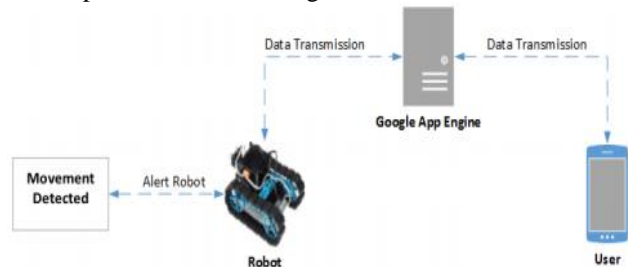 Data Transmission
Data Transmission
Google App Engine
Movement
Detected
Alert Robot
Robot
User